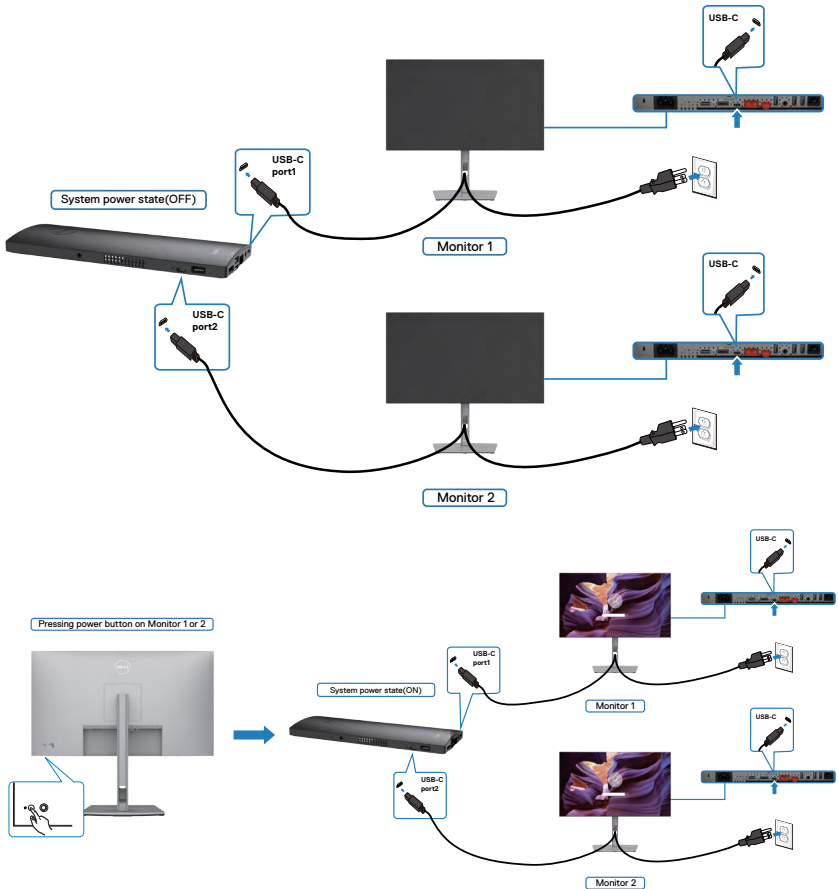 USB-C
USB-C
port1
System power state(OFF)
Monitor 1
USB-C
USB-C
port2
Monitor 2
USB-C
Pressing power button on Monitor 1 or 2
USB-C
port1
System power state(ON)
Monitor 1
USB-C
USB-C
port2
Monitor 2